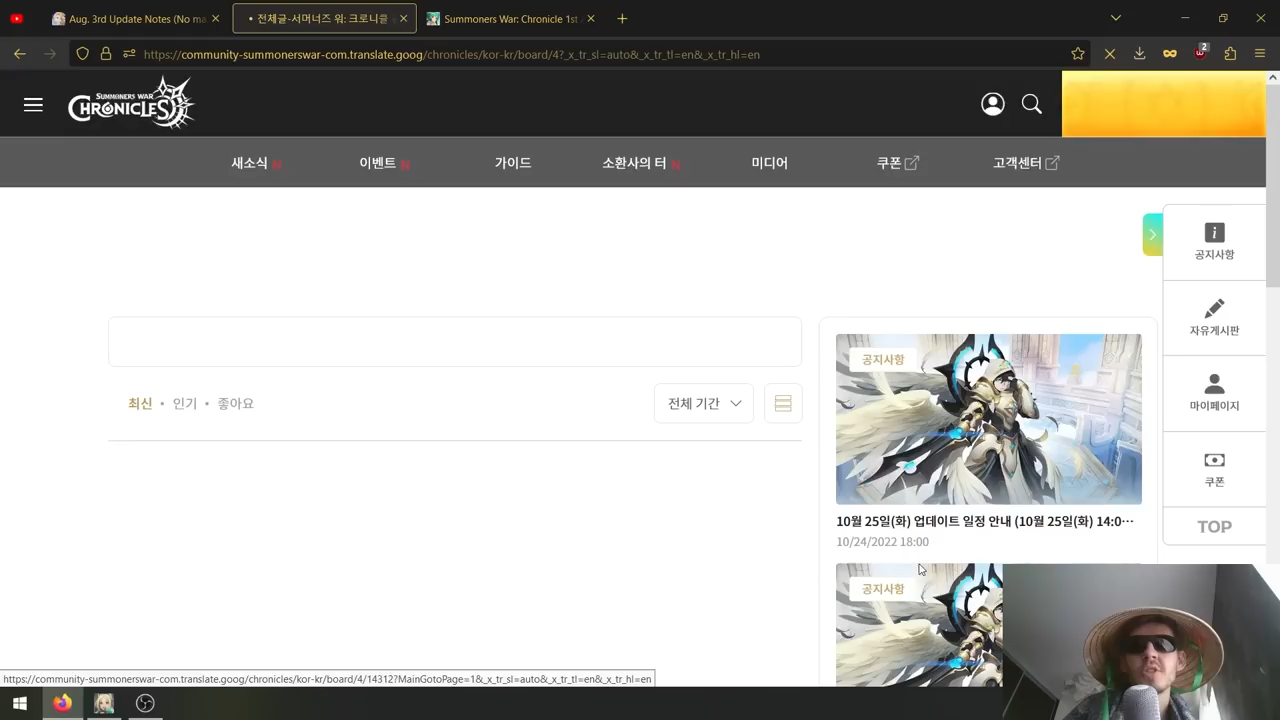 Aug. 3rd Update Notes (No ma
• 전체글-서머너즈 워: 크로니클
Summoners War: Chronicle 1st
https://community-summonerswar-com.translate.goog/chronicles/kor-kr/board/4?_x_tr_sl=auto&_x_tr_tl=en&_x_tr_hl=en
2
SUMMONERS WAR
CHRONICLES
새소식
이벤트
가이드
소환사의 터
미디어
쿠폰
고객센터
공지사항
자유게시판
마이페이지
쿠폰
TOP
최신 • 인기 • 좋아요
전체 기간
공지사항
10월 25일(화) 업데이트 일정 안내 (10월 25일(화) 14:0···
10/24/2022 18:00
공지사항
https://community-summonerswar-com.translate.goog/chronicles/kor-kr/board/4/14312?MainGotoPage=1&_x_tr_sl=auto&_x_tr_tl=en&_x_tr_hl=en